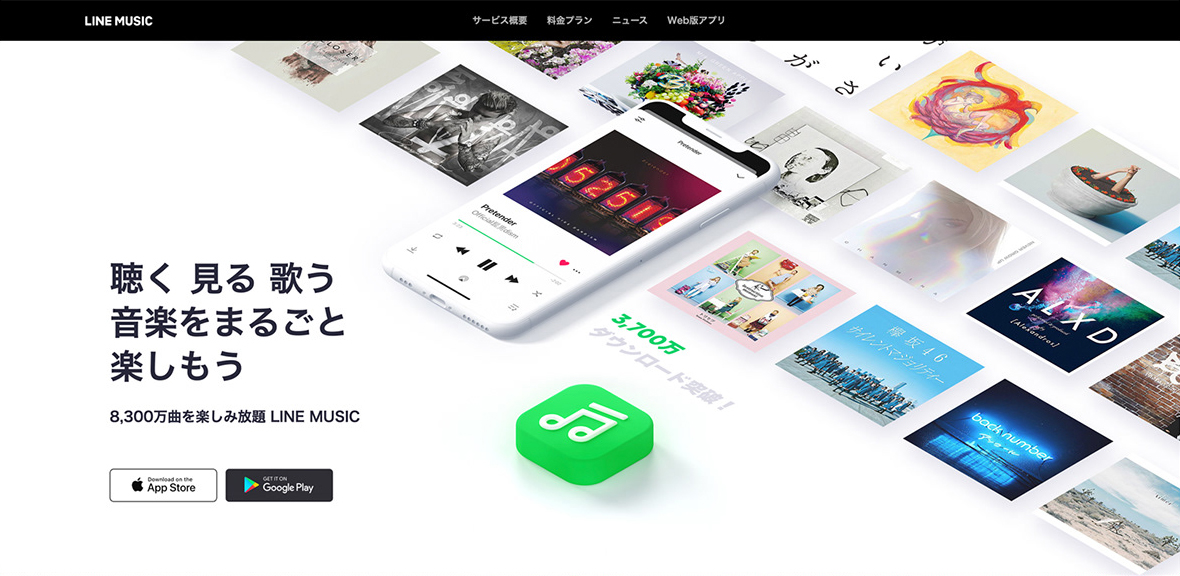 LINE MUSIC
サービス概要 料金プラン ニュース Web版アプリ
聴く 見る 歌う
音楽をまるごと
楽しもう
8,300万曲を楽しみ放題 LINE MUSIC
Download on the
App Store
GET IT ON
Google Play
Pretender
Pretender
Official髭男dism
3,700万
ダウンロード突破！
欅坂46
サイレントマジョリティー
ALXD
[Alexandros]
back number